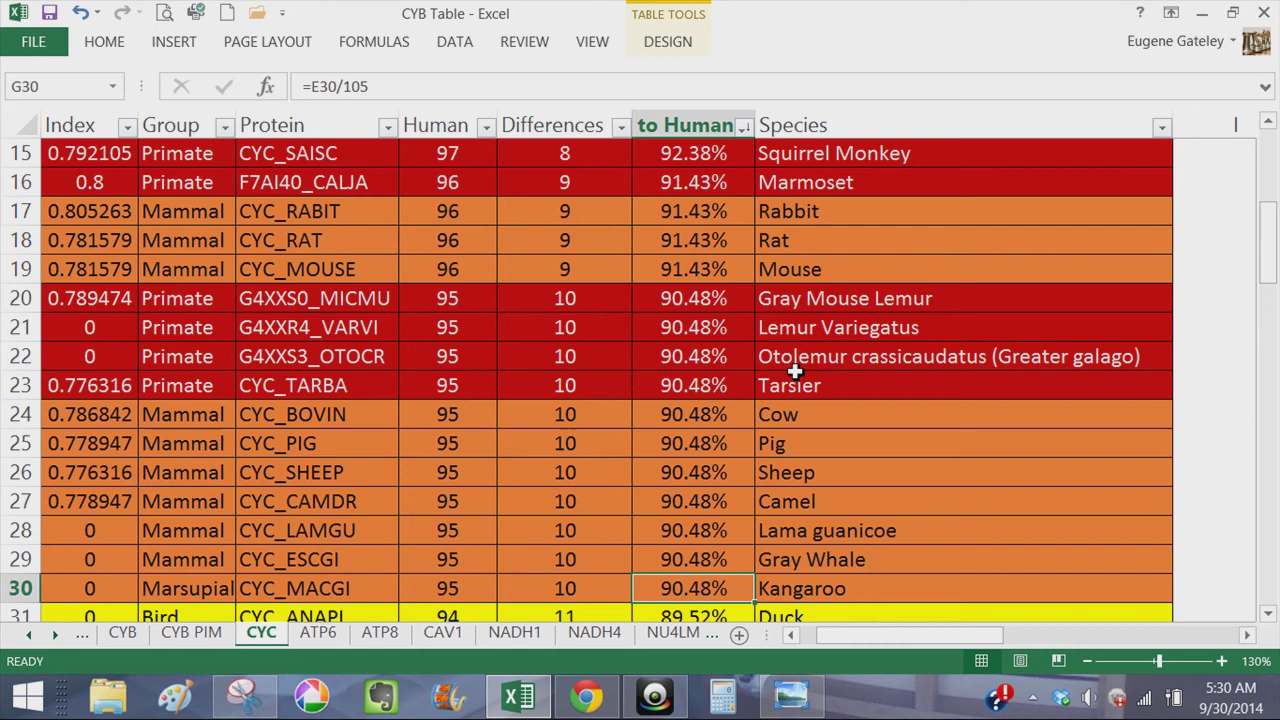 CYB Table - Excel
TABLE TOOLS
?
FILE HOME INSERT PAGE LAYOUT FORMULAS DATA REVIEW VIEW DESIGN Eugene Gateley
G30 fx =E30/105
Index Group Protein Human Differences to Human Species I
15 0.792105 Primate CYC_SAISC 97 8 92.38% Squirrel Monkey
16 0.8 Primate F7AI40_CALJA 96 9 91.43% Marmoset
17 0.805263 Mammal CYC_RABIT 96 9 91.43% Rabbit
18 0.781579 Mammal CYC_RAT 96 9 91.43% Rat
19 0.781579 Mammal CYC_MOUSE 96 9 91.43% Mouse
20 0.789474 Primate G4XXS0_MICMU 95 10 90.48% Gray Mouse Lemur
21 0 Primate G4XXR4_VARVI 95 10 90.48% Lemur Variegatus
22 0 Primate G4XXS3_OTOCR 95 10 90.48% Otolemur crassicaudatus (Greater galago)
23 0.776316 Primate CYC_TARBA 95 10 90.48% Tarsier
24 0.786842 Mammal CYC_BOVIN 95 10 90.48% Cow
25 0.778947 Mammal CYC_PIG 95 10 90.48% Pig
26 0.776316 Mammal CYC_SHEEP 95 10 90.48% Sheep
27 0.778947 Mammal CYC_CAMDR 95 10 90.48% Camel
28 0 Mammal CYC_LAMGU 95 10 90.48% Lama guanicoe
29 0 Mammal CYC_ESCGI 95 10 90.48% Gray Whale
30 0 Marsupial CYC_MACGI 95 10 90.48% Kangaroo
31 0 Bird CYC_ANAPL 94 11 89.52% Duck
... CYB CYB PIM CYC ATP6 ATP8 CAV1 NADH1 NADH4 NU4LM ...
READY 130%
5:30 AM
9/30/2014